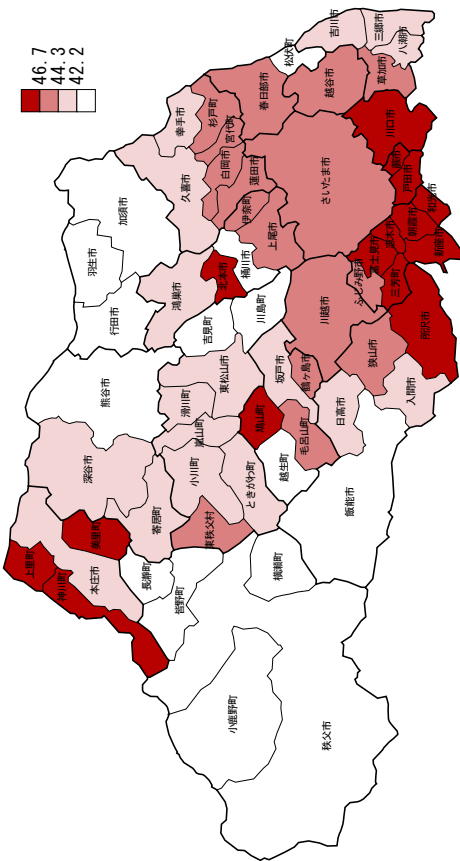 46.7
44.3
42.2
吉川市
三郷市
八潮市
松伏町
越谷市
草加市
春日部市
川口市
幸手市
杉戸町
宮代町
蕨市
戸田市
白岡市
蓮田市
さいたま市
和光市
久喜市
伊奈町
朝霞市
加須市
上尾市
志木市
新座市
羽生市
桶川市
富士見市
鴻巣市
北本市
ふじみ野市
三芳町
行田市
川島町
川越市
吉見町
所沢市
狭山市
熊谷市
東松山市
坂戸市
鶴ヶ島市
入間市
滑川町
鳩山町
日高市
嵐山町
毛呂山町
深谷市
小川町
ときがわ町
越生町
寄居町
飯能市
東秩父村
美里町
上里町
本庄市
神川町
長瀞町
横瀬町
皆野町
小鹿野町
秩父市